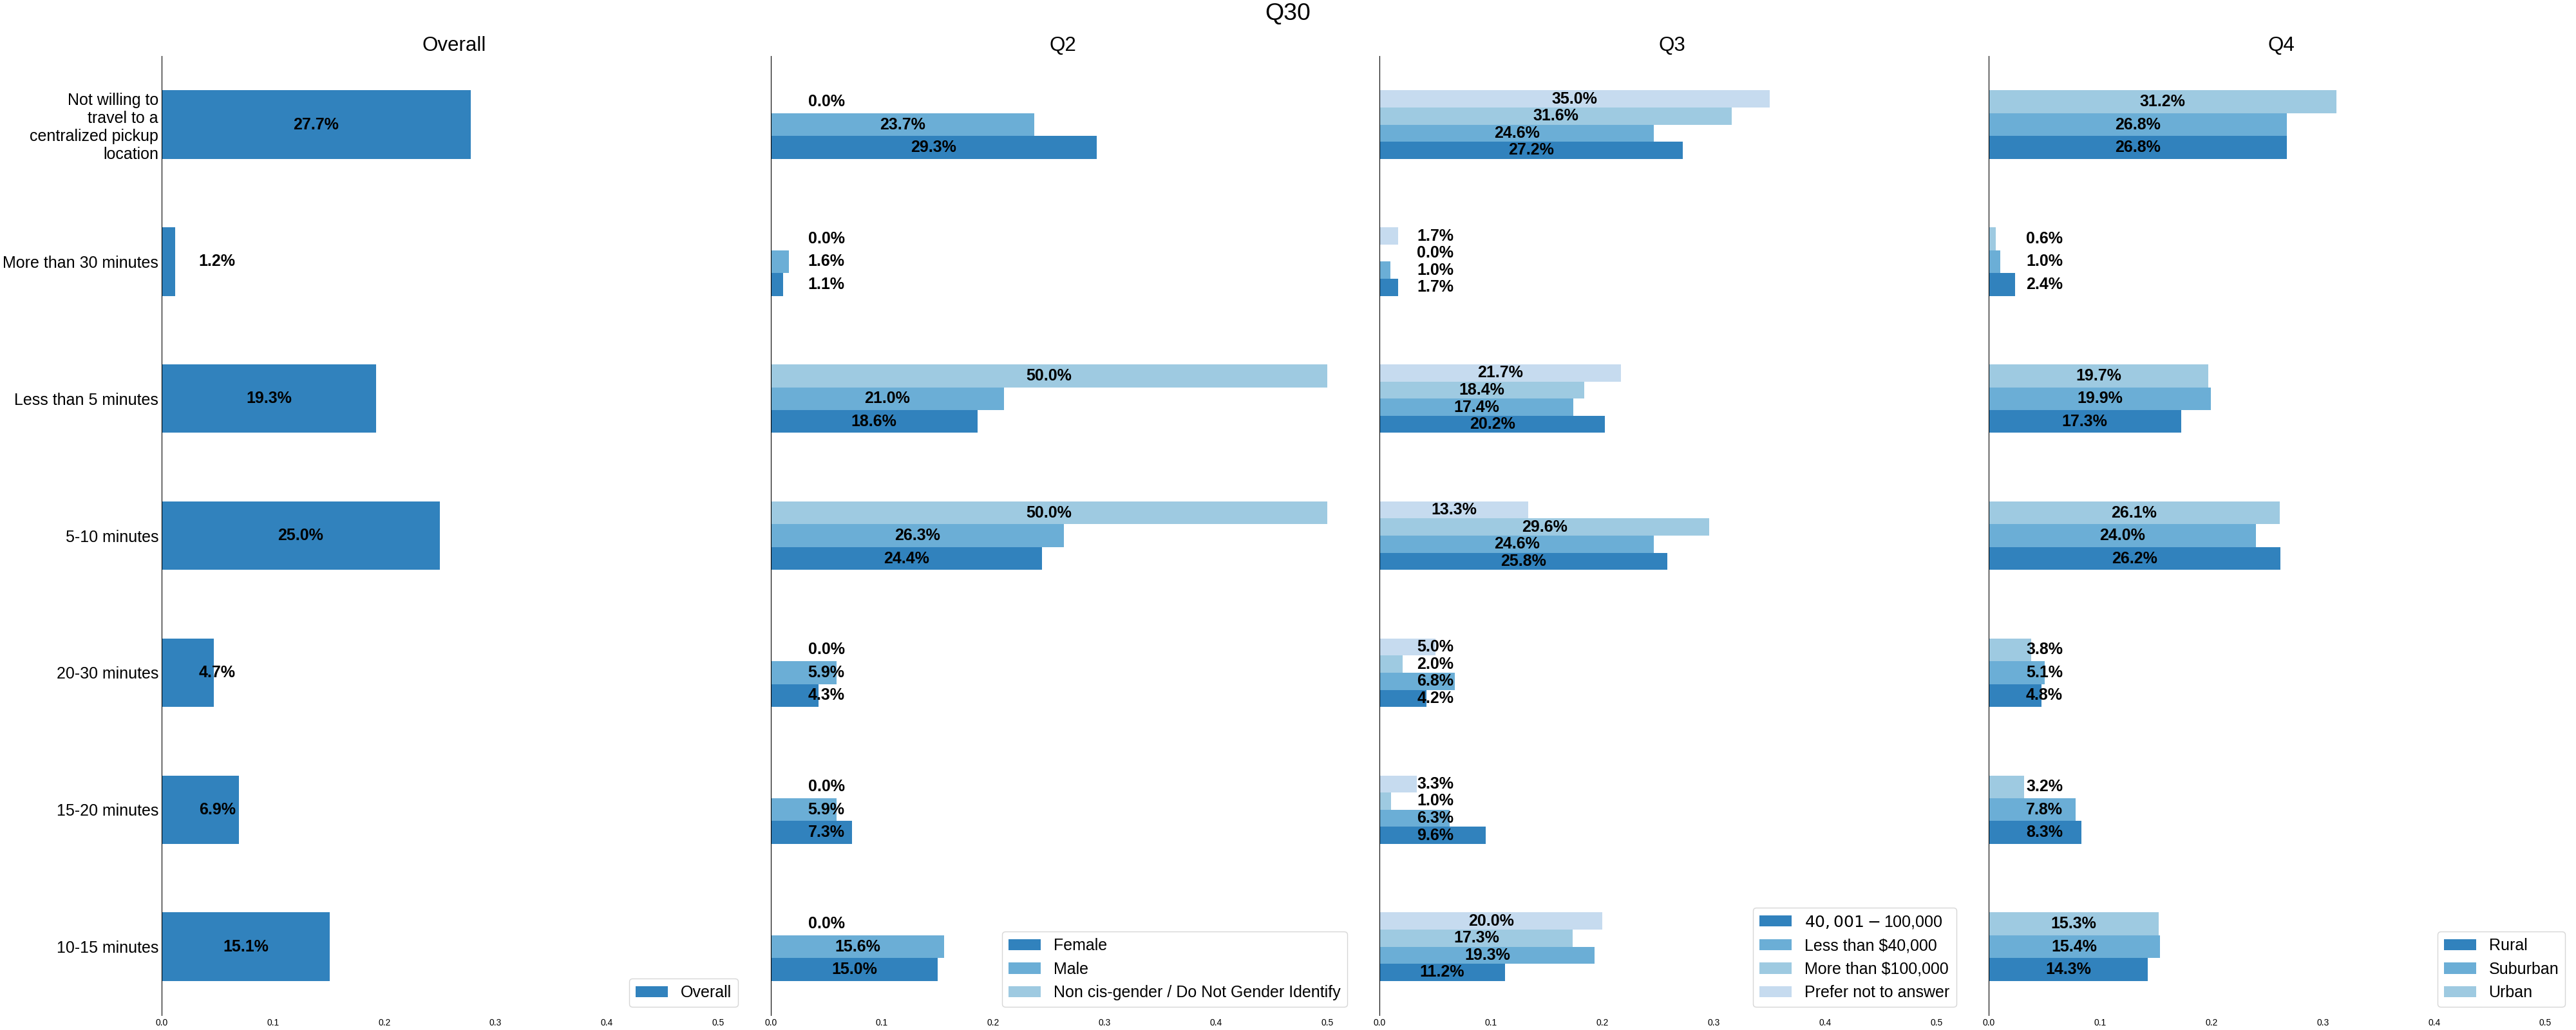 Q30
Overall
Not willing to
travel to a
centralized pickup
location
27.7%
More than 30 minutes
1.2%
Less than 5 minutes
19.3%
5-10 minutes
25.0%
20-30 minutes
4.7%
15-20 minutes
6.9%
10-15 minutes
15.1%
Overall
0.0 0.1 0.2 0.3 0.4 0.5
Q2
0.0%
23.7%
29.3%
0.0%
1.6%
1.1%
50.0%
21.0%
18.6%
50.0%
26.3%
24.4%
0.0%
5.9%
4.3%
0.0%
5.9%
7.3%
0.0%
15.6%
15.0%
Female
Male
Non cis-gender / Do Not Gender Identify
0.0 0.1 0.2 0.3 0.4 0.5
Q3
35.0%
31.6%
24.6%
27.2%
1.7%
0.0%
1.0%
1.7%
21.7%
18.4%
17.4%
20.2%
13.3%
29.6%
24.6%
25.8%
5.0%
2.0%
6.8%
4.2%
3.3%
1.0%
6.3%
9.6%
20.0%
17.3%
19.3%
11.2%
40, 001 − 100,000
Less than $40,000
More than $100,000
Prefer not to answer
0.0 0.1 0.2 0.3 0.4 0.5
Q4
31.2%
26.8%
26.8%
0.6%
1.0%
2.4%
19.7%
19.9%
17.3%
26.1%
24.0%
26.2%
3.8%
5.1%
4.8%
3.2%
7.8%
8.3%
15.3%
15.4%
14.3%
Rural
Suburban
Urban
0.0 0.1 0.2 0.3 0.4 0.5